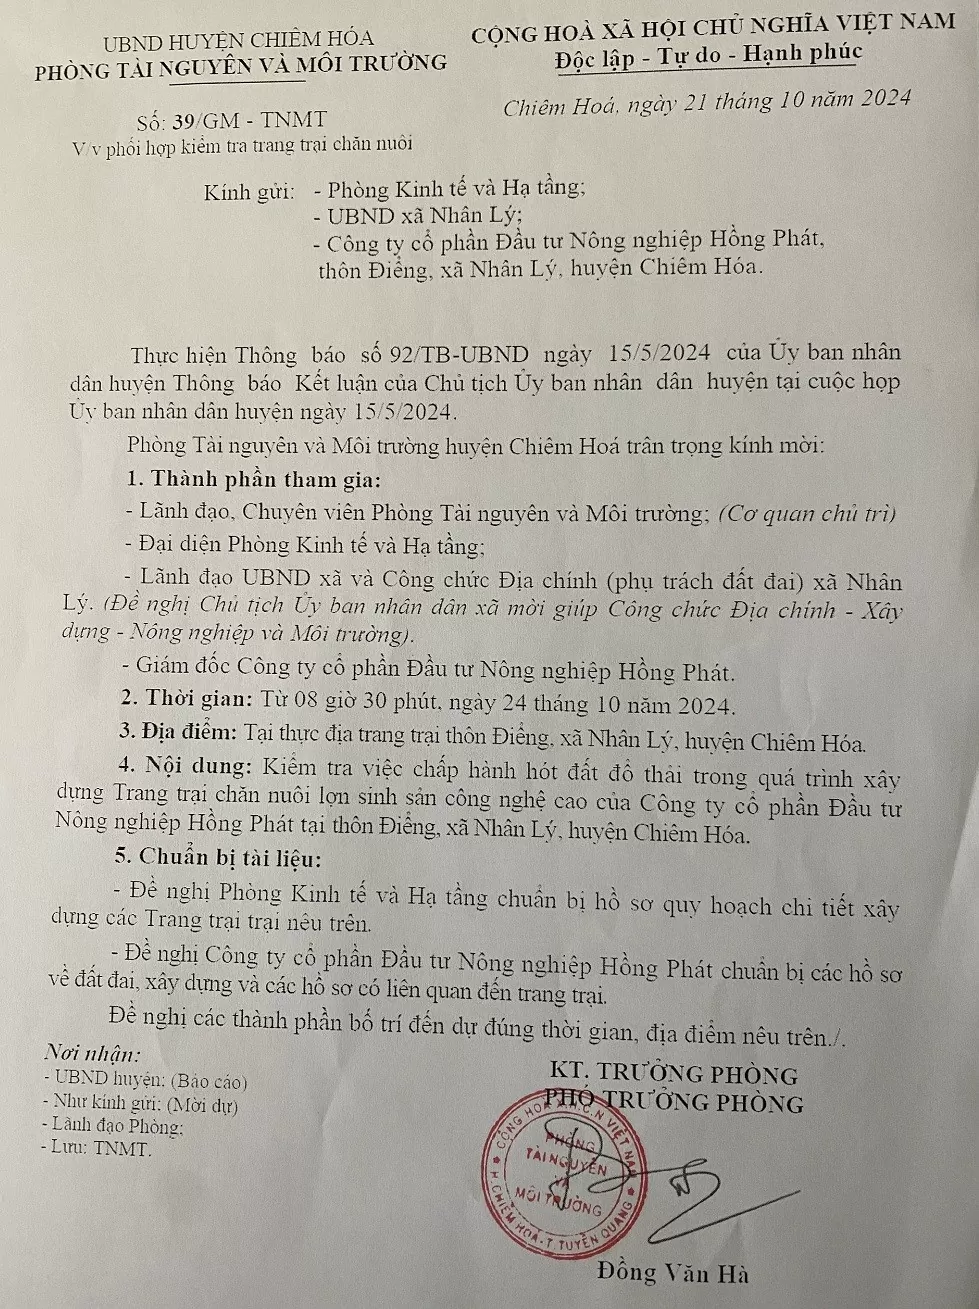 UBND HUYỆN CHIÊM HÓA
PHÒNG TÀI NGUYÊN VÀ MÔI TRƯỜNG
CỘNG HOÀ XÃ HỘI CHỦ NGHĨA VIỆT NAM
Độc lập - Tự do - Hạnh phúc
Số: 39/GM - TNMT
V/v phối hợp kiểm tra trang trại chăn nuôi
Chiêm Hoá, ngày 21 tháng 10 năm 2024
Kính gửi: - Phòng Kinh tế và Hạ tầng;
- UBND xã Nhân Lý;
- Công ty cổ phần Đầu tư Nông nghiệp Hồng Phát,
thôn Điểng, xã Nhân Lý, huyện Chiêm Hóa.
Thực hiện Thông báo số 92/TB-UBND ngày 15/5/2024 của Ủy ban nhân
dân huyện Thông báo Kết luận của Chủ tịch Ủy ban nhân dân huyện tại cuộc họp
Ủy ban nhân dân huyện ngày 15/5/2024.
Phòng Tài nguyên và Môi trường huyện Chiêm Hoá trân trọng kính mời:
1. Thành phần tham gia:
- Lãnh đạo, Chuyên viên Phòng Tài nguyên và Môi trường; (Cơ quan chủ trì)
- Đại diện Phòng Kinh tế và Hạ tầng;
- Lãnh đạo UBND xã và Công chức Địa chính (phụ trách đất đai) xã Nhân
Lý. (Đề nghị Chủ tịch Ủy ban nhân dân xã mời giúp Công chức Địa chính - Xây
dựng - Nông nghiệp và Môi trường).
- Giám đốc Công ty cổ phần Đầu tư Nông nghiệp Hồng Phát.
2. Thời gian: Từ 08 giờ 30 phút, ngày 24 tháng 10 năm 2024.
3. Địa điểm: Tại thực địa trang trại thôn Điểng, xã Nhân Lý, huyện Chiêm Hóa.
4. Nội dung: Kiểm tra việc chấp hành hót đất đổ thải trong quá trình xây
dựng Trang trại chăn nuôi lợn sinh sản công nghệ cao của Công ty cổ phần Đầu tư
Nông nghiệp Hồng Phát tại thôn Điểng, xã Nhân Lý, huyện Chiêm Hóa.
5. Chuẩn bị tài liệu:
- Đề nghị Phòng Kinh tế và Hạ tầng chuẩn bị hồ sơ quy hoạch chi tiết xây
dựng các Trang trại trại nêu trên.
- Đề nghị Công ty cổ phần Đầu tư Nông nghiệp Hồng Phát chuẩn bị các hồ sơ
về đất đai, xây dựng và các hồ sơ có liên quan đến trang trại.
Đề nghị các thành phần bố trí đến dự đúng thời gian, địa điểm nêu trên./.
Nơi nhận:
- UBND huyện: (Báo cáo)
- Như kính gửi: (Mời dự)
- Lãnh đạo Phòng;
- Lưu: TNMT.
KT. TRƯỞNG PHÒNG
PHÓ TRƯỞNG PHÒNG
CỘNG HOÀ X.H.C.N VIỆT NAM
PHÒNG
TÀI NGUYÊN
VÀ
MÔI TRƯỜNG
H.CHIÊM HOÁ-T.TUYÊN QUANG
Đồng Văn Hà